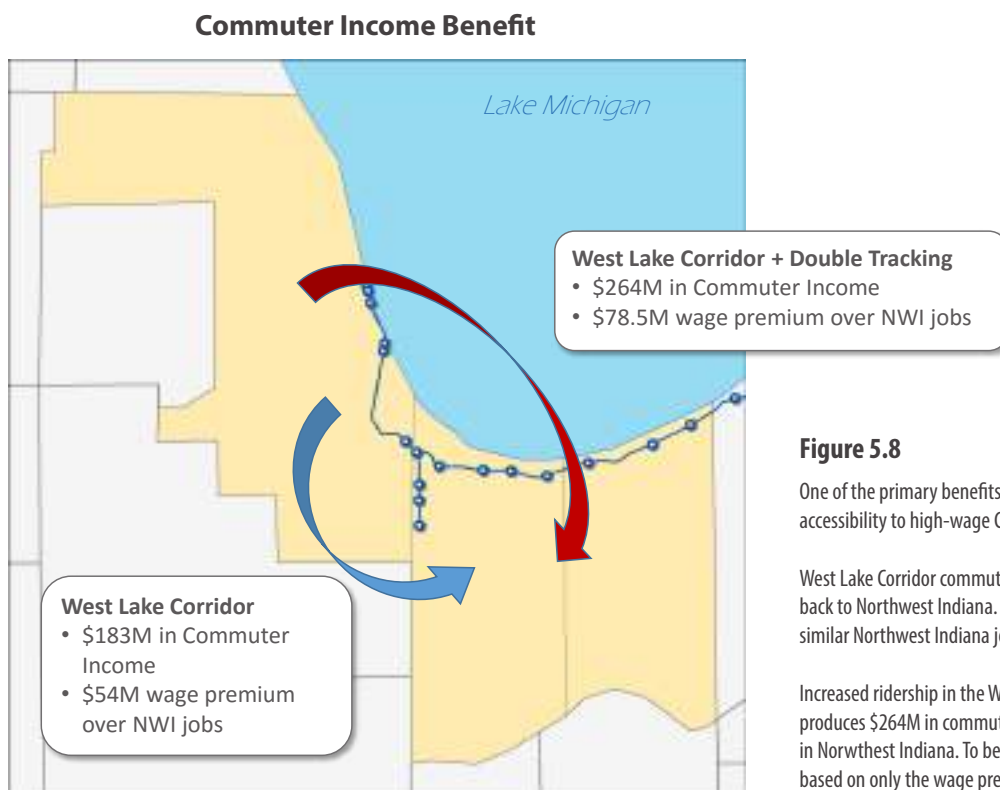 Commuter Income Benefit
Lake Michigan
West Lake Corridor + Double Tracking
• $264M in Commuter Income
• $78.5M wage premium over NWI jobs
West Lake Corridor
• $183M in Commuter
Income
• $54M wage premium
over NWI jobs
Figure 5.8
One of the primary benefits
accessibility to high-wage C
West Lake Corridor commut
back to Northwest Indiana.
similar Northwest Indiana j
Increased ridership in the W
produces $264M in commut
in Norwthest Indiana. To be
based on only the wage pre